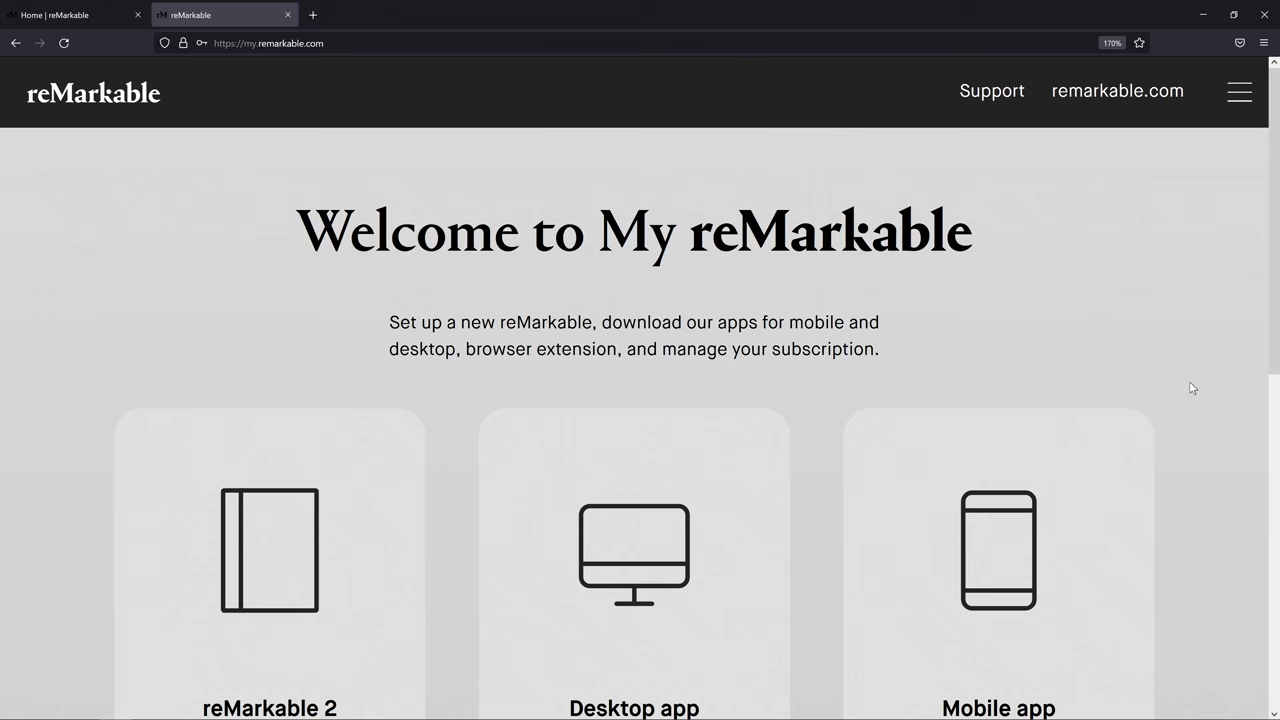 Home | reMarkable
reMarkable
https://my.remarkable.com
170%
reMarkable
Support
remarkable.com
Welcome to My reMarkable
Set up a new reMarkable, download our apps for mobile and
desktop, browser extension, and manage your subscription.
reMarkable 2
Desktop app
Mobile app